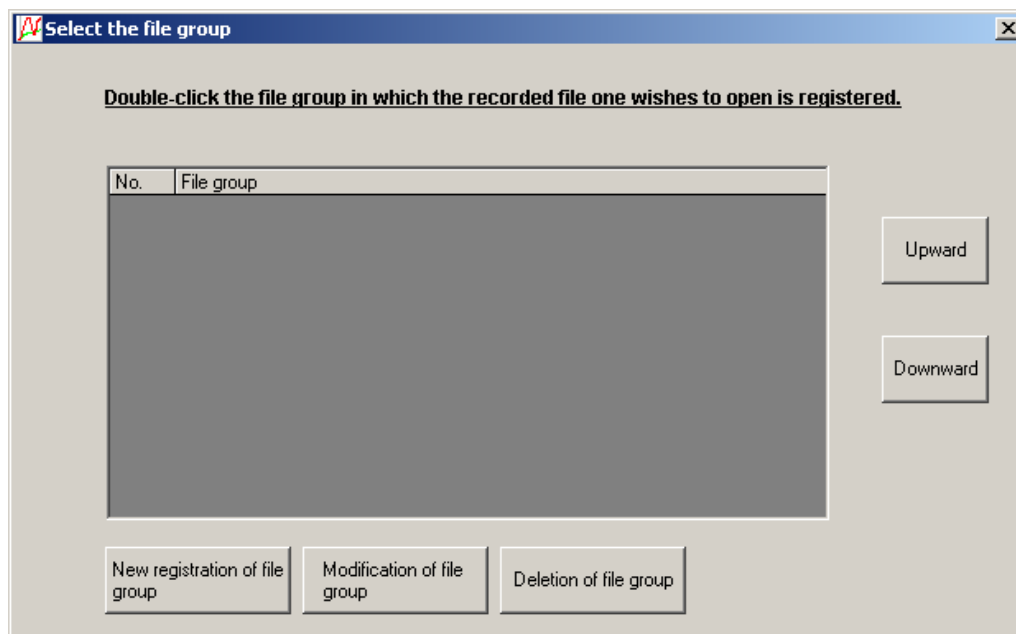 Select the file group
Double-click the file group in which the recorded file one wishes to open is registered.
No. File group
Upward
Downward
New registration of file
group
Modification of file
group
Deletion of file group